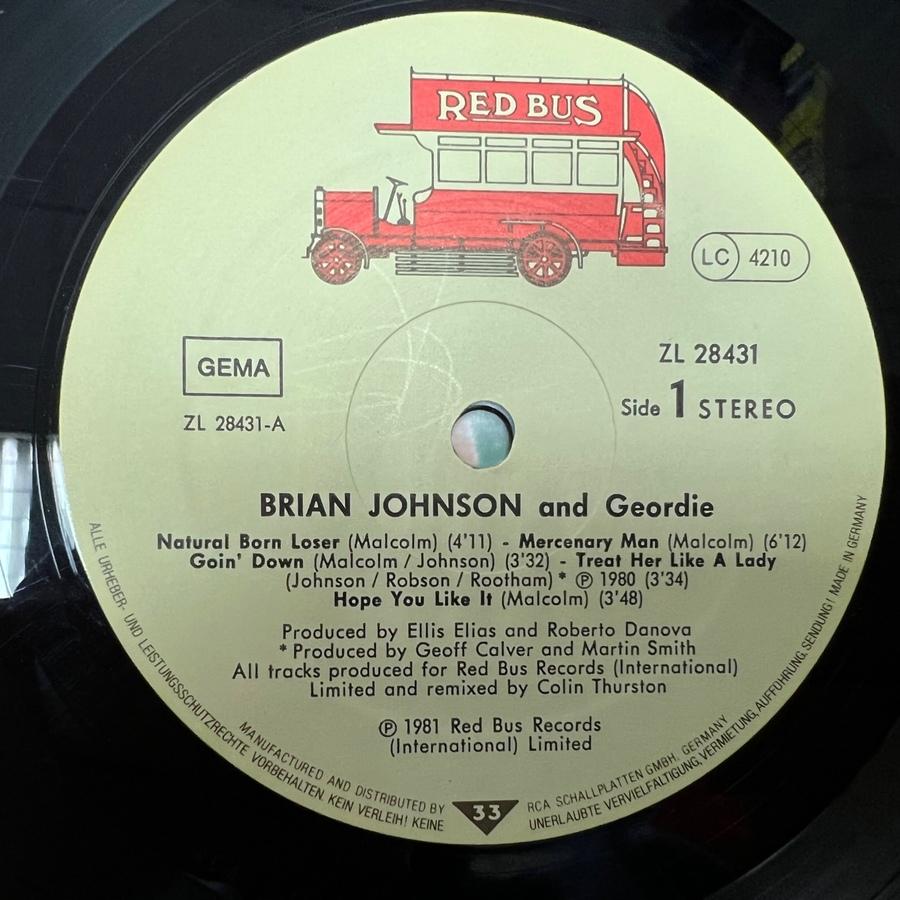 RED BUS
LC 4210
GEMA
ZL 28431
ZL 28431-A
Side 1 STEREO
BRIAN JOHNSON and Geordie
Natural Born Loser (Malcolm) (4'11) - Mercenary Man (Malcolm) (6'12)
Goin' Down (Malcolm / Johnson) (3'32) - Treat Her Like A Lady
(Johnson / Robson / Rootham) * ℗ 1980 (3'34)
Hope You Like It (Malcolm) (3'48)
Produced by Ellis Elias and Roberto Danova
* Produced by Geoff Calver and Martin Smith
All tracks produced for Red Bus Records (International)
Limited and remixed by Colin Thurston
℗ 1981 Red Bus Records
(International) Limited
MANUFACTURED AND DISTRIBUTED BY RCA SCHALLPLATTEN GMBH. GERMANY
ALLE URHEBER- UND LEISTUNGSSCHUTZRECHTE VORBEHALTEN. KEIN VERLEIH! KEINE UNERLAUBTE VERVIELFALTIGUNG, VERMIETUNG, AUFFÜHRUNG, SENDUNG! MADE IN GERMANY
33